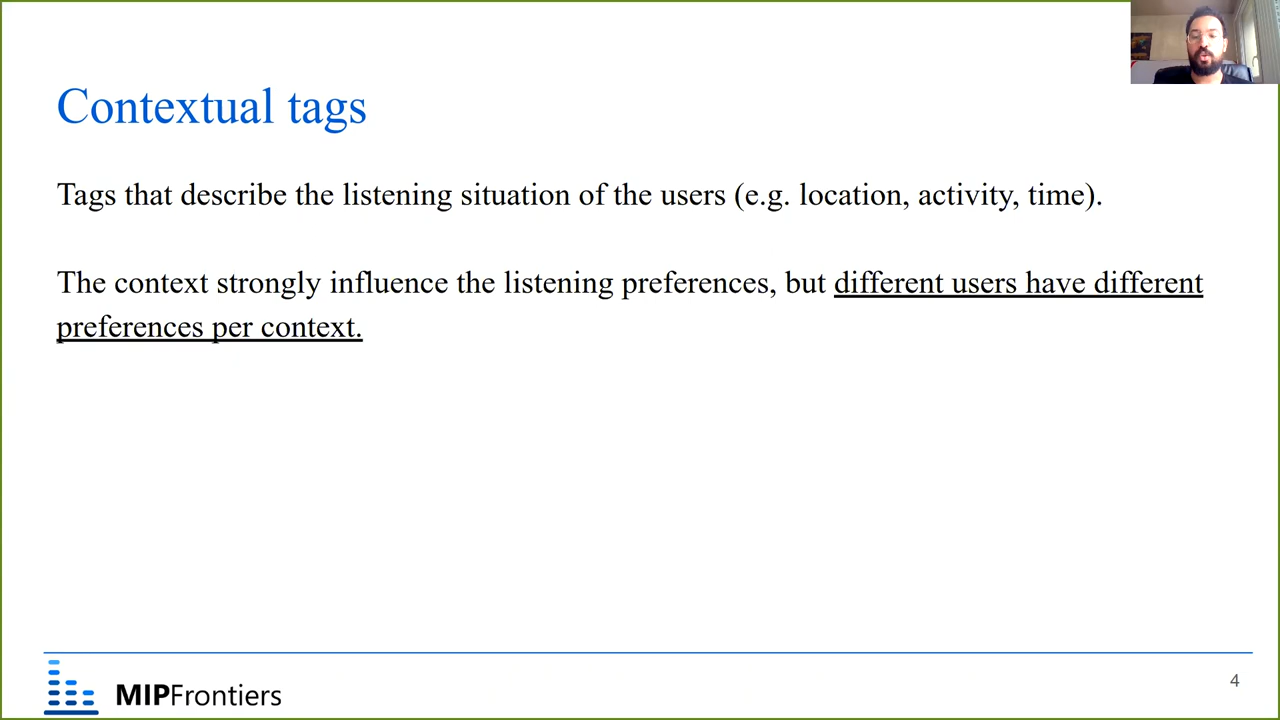 Contextual tags
Tags that describe the listening situation of the users (e.g. location, activity, time).
The context strongly influence the listening preferences, but different users have different
preferences per context.
MIPFrontiers
4